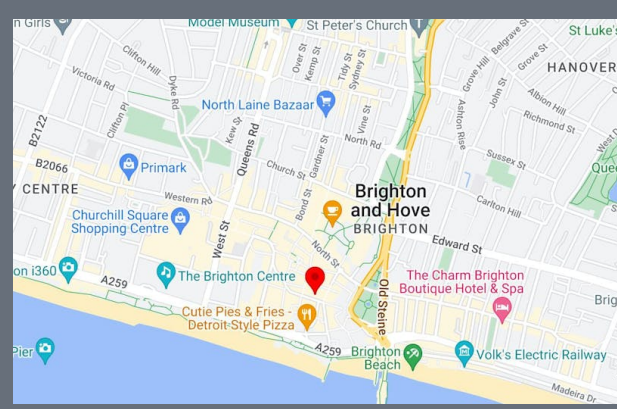 n Girls
Model Museum
St Peter's Church
St Luke's
Clifton Hill
Over St
Kemp St
Tidy St
Sydney St
Belgrave St
Grove Hill
Grove St
HANOVER
Victoria Rd
Dyke Rd
John St
Albion Hill
B2122
Clifton Pl
North Laine Bazaar
Vine St
Ashton Rise
Richmond St
Kew St
Queens Rd
North Rd
Gardner St
B2066
Primark
Church St
Sussex St
Y CENTRE
Western Rd
Bond St
Brighton
and Hove
BRIGHTON
Carlton Hill
Churchill Square
Shopping Centre
West St
North St
Edward St
on i360
A259
The Brighton Centre
Old Steine
The Charm Brighton
Boutique Hotel & Spa
Brig
Cutie Pies & Fries -
Detroit Style Pizza
A259
Pier
Brighton
Beach
Volk's Electric Railway
Madeira Dr